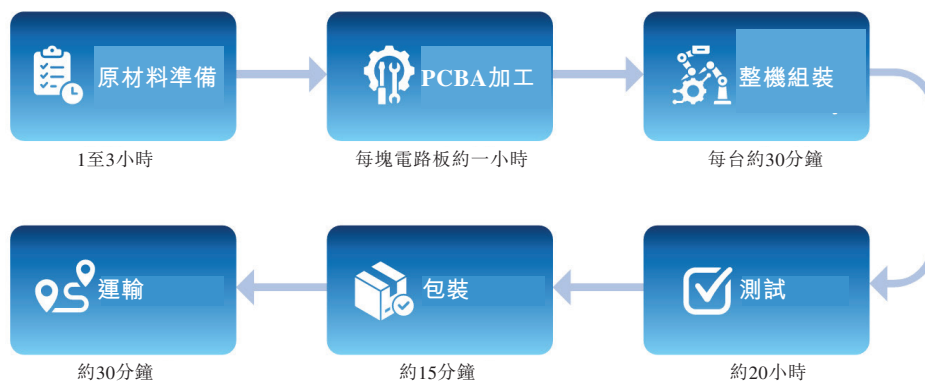 原材料準備
1至3小時
PCBA加工
每塊電路板約一小時
整機組裝
每台約30分鐘
測試
約20小時
包裝
約15分鐘
運輸
約30分鐘